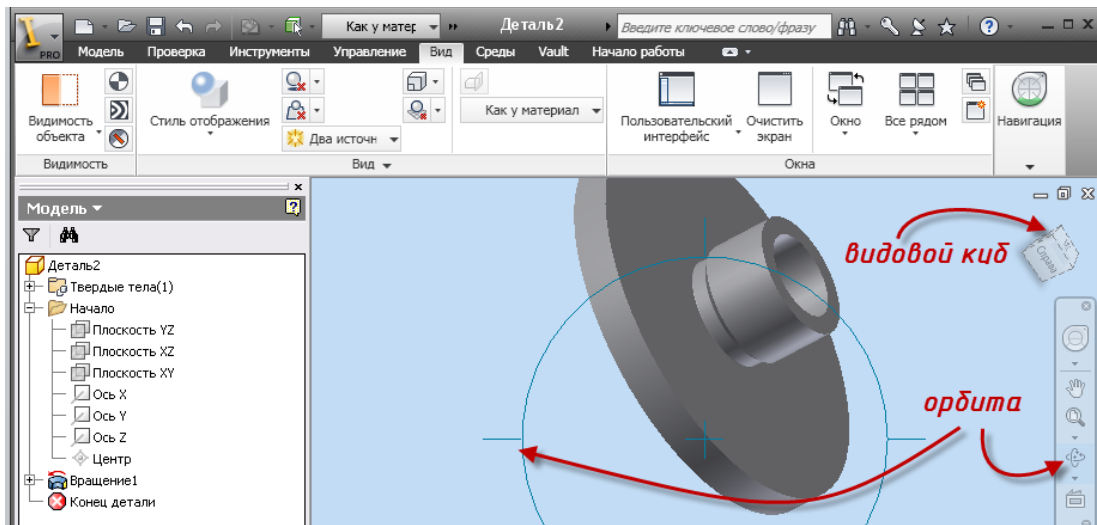 Как у матер
Деталь2
Введите ключевое слово/фразу
PRO
Модель
Проверка
Инструменты
Управление
Вид
Среды
Vault
Начало работы
Видимость
объекта
Стиль отображения
Два источн
Как у материал
Пользовательский
интерфейс
Очистить
экран
Окно
Все рядом
Навигация
Видимость
Вид
Окна
Модель
Деталь2
Твердые тела(1)
Начало
Плоскость YZ
Плоскость XZ
Плоскость XY
Ось X
Ось Y
Ось Z
Центр
Вращение1
Конец детали
видовой куб
Справа
орбита